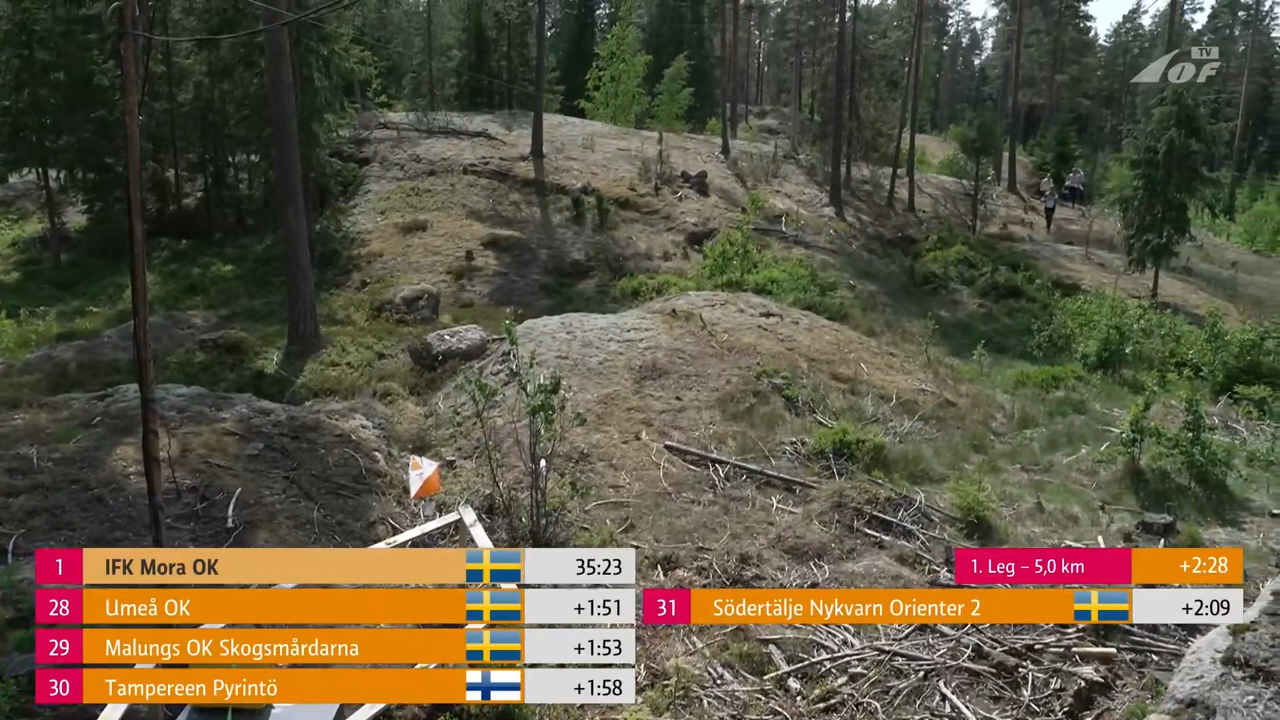 TV
OF
1 IFK Mora OK 35:23
28 Umeå OK +1:51
29 Malungs OK Skogsmårdarna +1:53
30 Tampereen Pyrintö +1:58
1. Leg – 5,0 km +2:28
31 Södertälje Nykvarn Orienter 2 +2:09